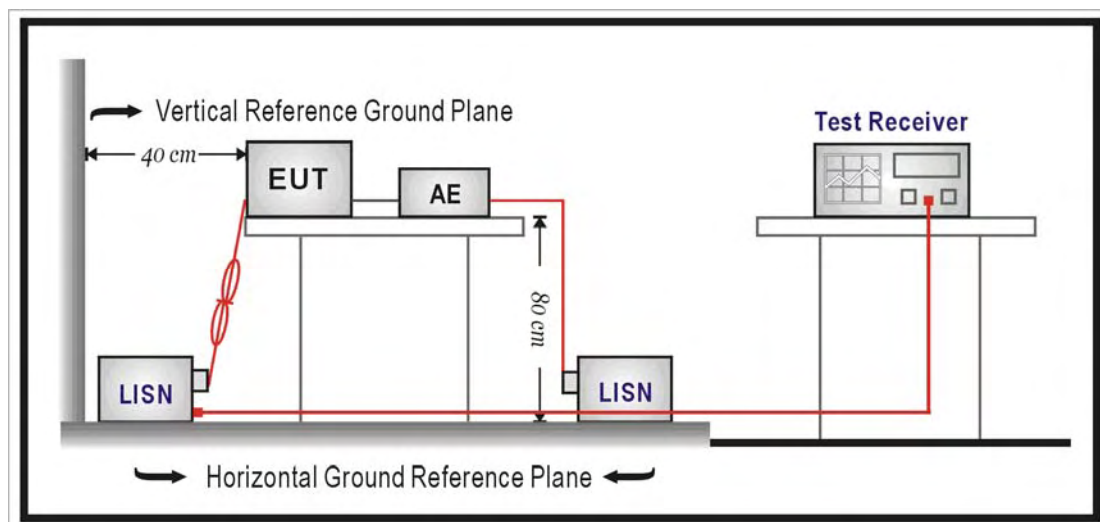 Vertical Reference Ground Plane
Test Receiver
40 cm
EUT
AE
80 cm
LISN
LISN
Horizontal Ground Reference Plane